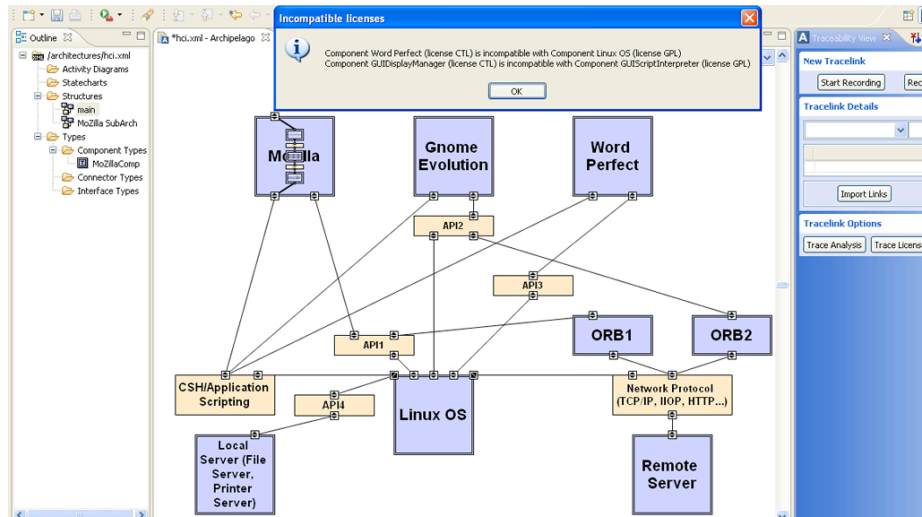 Incompatible licenses
Component Word Perfect (license CTL) is incompatible with Component Linux OS (license GPL)
Component GUIDisplayManager (license CTL) is incompatible with Component GUIScriptInterpreter (license GPL)
OK
Outline
/architectures/hci.xml
Activity Diagrams
Statecharts
Structures
main
MoZilla SubArch
Types
Component Types
MoZillaComp
Connector Types
Interface Types
*hci.xml - Archipelago
Mozilla
Gnome
Evolution
Word
Perfect
API2
API3
API1
ORB1
ORB2
CSH/Application
Scripting
API4
Linux OS
Network Protocol
(TCP/IP, IIOP, HTTP...)
Local
Server (File
Server,
Printer
Server)
Remote
Server
Traceability View
New Tracelink
Start Recording
Rec
Tracelink Details
Import Links
Tracelink Options
Trace Analysis
Trace License